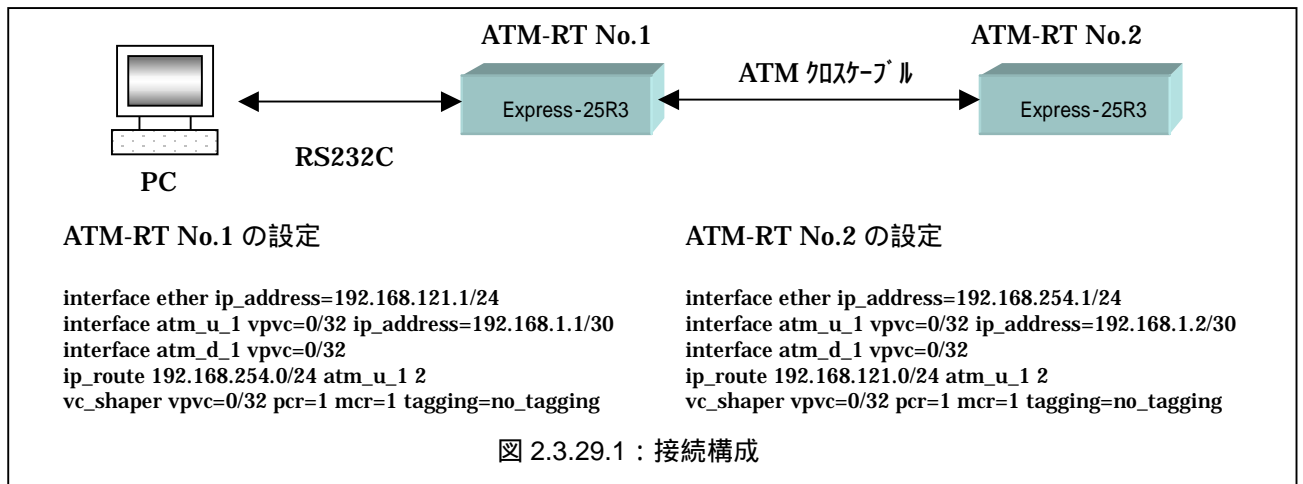 ATM-RT No.1
ATM-RT No.2
ATM ｸﾛｽｹｰﾌﾞﾙ
Express-25R3
Express-25R3
RS232C
PC
ATM-RT No.1 の設定
interface ether ip_address=192.168.121.1/24
interface atm_u_1 vpvc=0/32 ip_address=192.168.1.1/30
interface atm_d_1 vpvc=0/32
ip_route 192.168.254.0/24 atm_u_1 2
vc_shaper vpvc=0/32 pcr=1 mcr=1 tagging=no_tagging
ATM-RT No.2 の設定
interface ether ip_address=192.168.254.1/24
interface atm_u_1 vpvc=0/32 ip_address=192.168.1.2/30
interface atm_d_1 vpvc=0/32
ip_route 192.168.121.0/24 atm_u_1 2
vc_shaper vpvc=0/32 pcr=1 mcr=1 tagging=no_tagging
図 2.3.29.1：接続構成